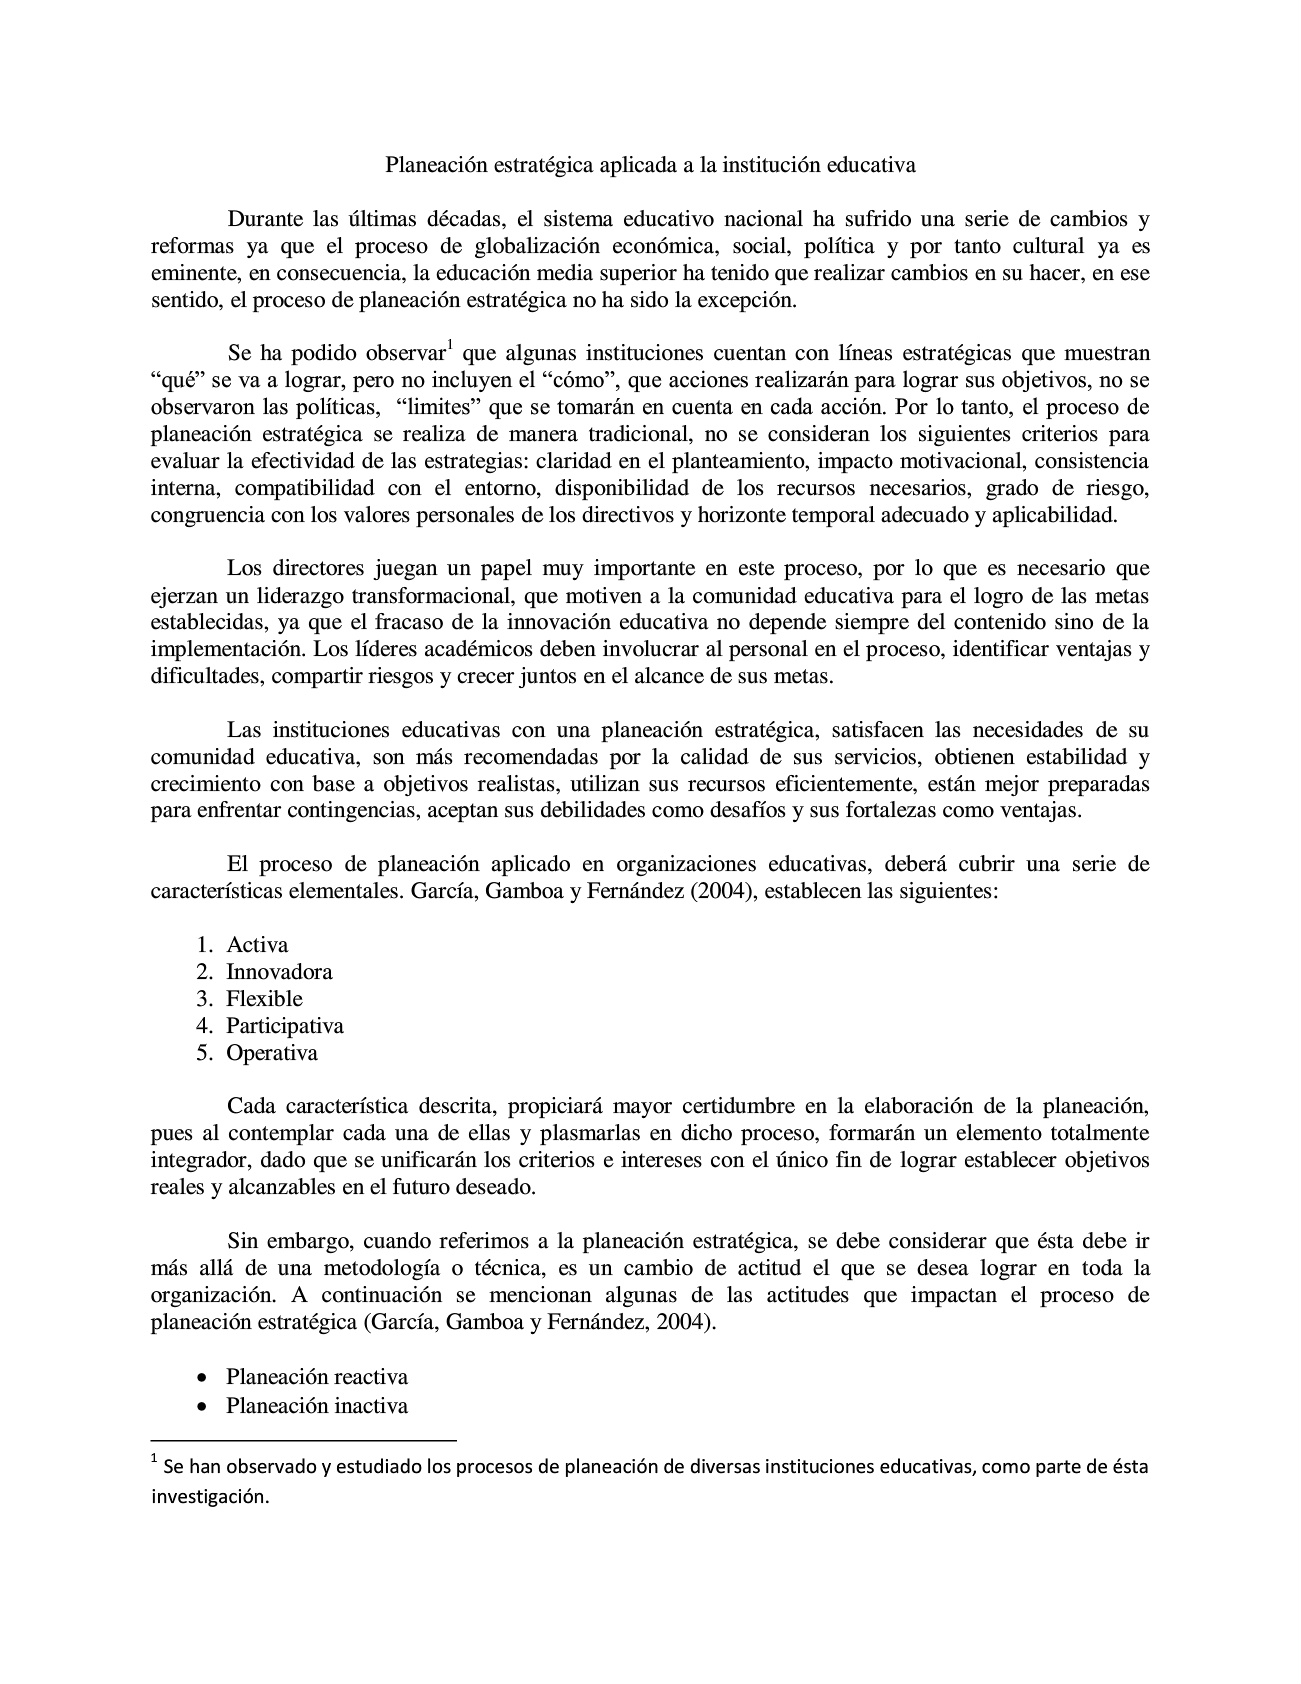 Planeación estratégica aplicada a la institución educativa
Durante las últimas décadas, el sistema educativo nacional ha sufrido una serie de cambios y
reformas ya que el proceso de globalización económica, social, política y por tanto cultural ya es
eminente, en consecuencia, la educación media superior ha tenido que realizar cambios en su hacer, en ese
sentido, el proceso de planeación estratégica no ha sido la excepción.
Se ha podido observar¹ que algunas instituciones cuentan con líneas estratégicas que muestran
“qué” se va a lograr, pero no incluyen el “cómo”, que acciones realizarán para lograr sus objetivos, no se
observaron las políticas, “limites” que se tomarán en cuenta en cada acción. Por lo tanto, el proceso de
planeación estratégica se realiza de manera tradicional, no se consideran los siguientes criterios para
evaluar la efectividad de las estrategias: claridad en el planteamiento, impacto motivacional, consistencia
interna, compatibilidad con el entorno, disponibilidad de los recursos necesarios, grado de riesgo,
congruencia con los valores personales de los directivos y horizonte temporal adecuado y aplicabilidad.
Los directores juegan un papel muy importante en este proceso, por lo que es necesario que
ejerzan un liderazgo transformacional, que motiven a la comunidad educativa para el logro de las metas
establecidas, ya que el fracaso de la innovación educativa no depende siempre del contenido sino de la
implementación. Los líderes académicos deben involucrar al personal en el proceso, identificar ventajas y
dificultades, compartir riesgos y crecer juntos en el alcance de sus metas.
Las instituciones educativas con una planeación estratégica, satisfacen las necesidades de su
comunidad educativa, son más recomendadas por la calidad de sus servicios, obtienen estabilidad y
crecimiento con base a objetivos realistas, utilizan sus recursos eficientemente, están mejor preparadas
para enfrentar contingencias, aceptan sus debilidades como desafíos y sus fortalezas como ventajas.
El proceso de planeación aplicado en organizaciones educativas, deberá cubrir una serie de
características elementales. García, Gamboa y Fernández (2004), establecen las siguientes:
1. Activa
2. Innovadora
3. Flexible
4. Participativa
5. Operativa
Cada característica descrita, propiciará mayor certidumbre en la elaboración de la planeación,
pues al contemplar cada una de ellas y plasmarlas en dicho proceso, formarán un elemento totalmente
integrador, dado que se unificarán los criterios e intereses con el único fin de lograr establecer objetivos
reales y alcanzables en el futuro deseado.
Sin embargo, cuando referimos a la planeación estratégica, se debe considerar que ésta debe ir
más allá de una metodología o técnica, es un cambio de actitud el que se desea lograr en toda la
organización. A continuación se mencionan algunas de las actitudes que impactan el proceso de
planeación estratégica (García, Gamboa y Fernández, 2004).
• Planeación reactiva
• Planeación inactiva
¹ Se han observado y estudiado los procesos de planeación de diversas instituciones educativas, como parte de ésta
investigación.